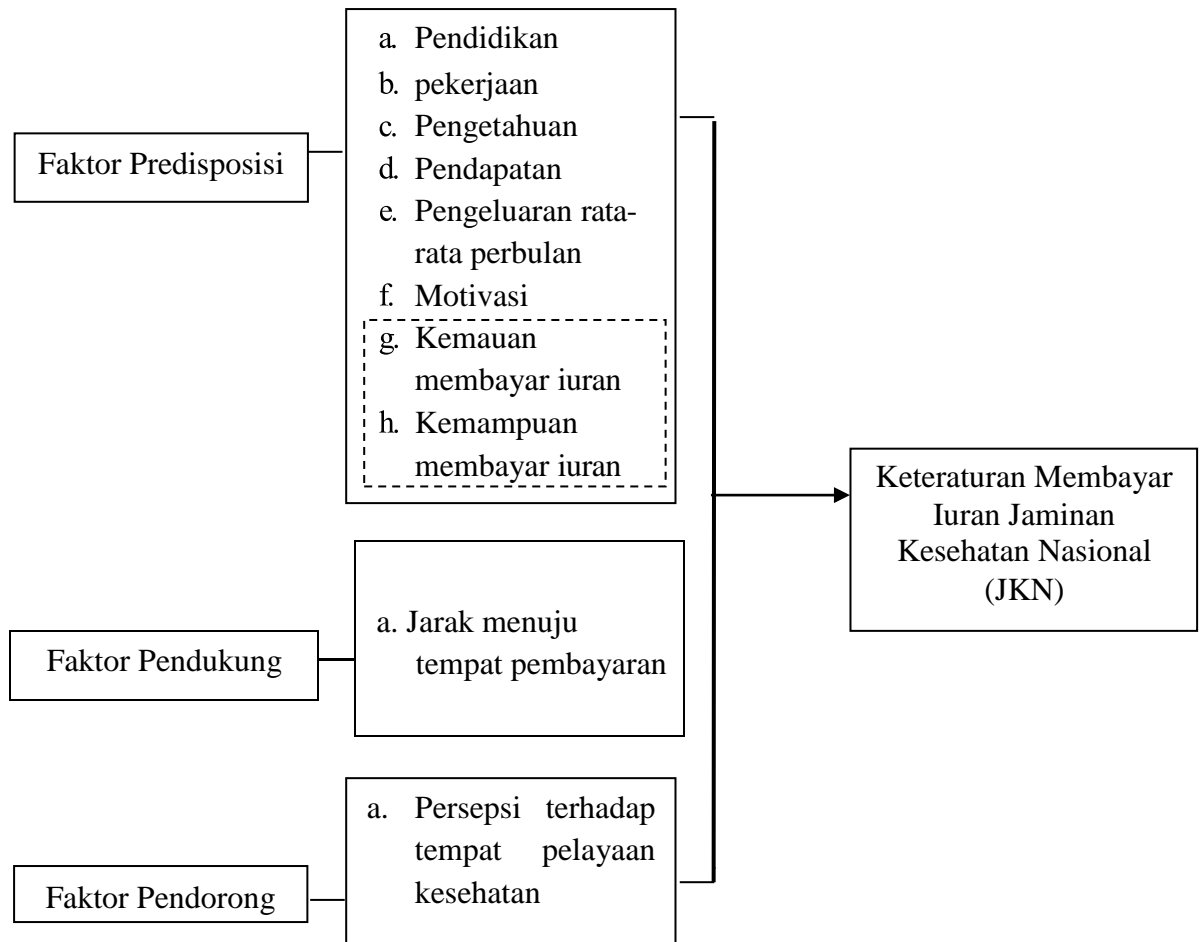 Faktor Predisposisi
a. Pendidikan
b. pekerjaan
c. Pengetahuan
d. Pendapatan
e. Pengeluaran rata-
rata perbulan
f. Motivasi
g. Kemauan
membayar iuran
h. Kemampuan
membayar iuran
Faktor Pendukung
a. Jarak menuju
tempat pembayaran
Faktor Pendorong
a. Persepsi terhadap
tempat pelayaan
kesehatan
Keteraturan Membayar
Iuran Jaminan
Kesehatan Nasional
(JKN)